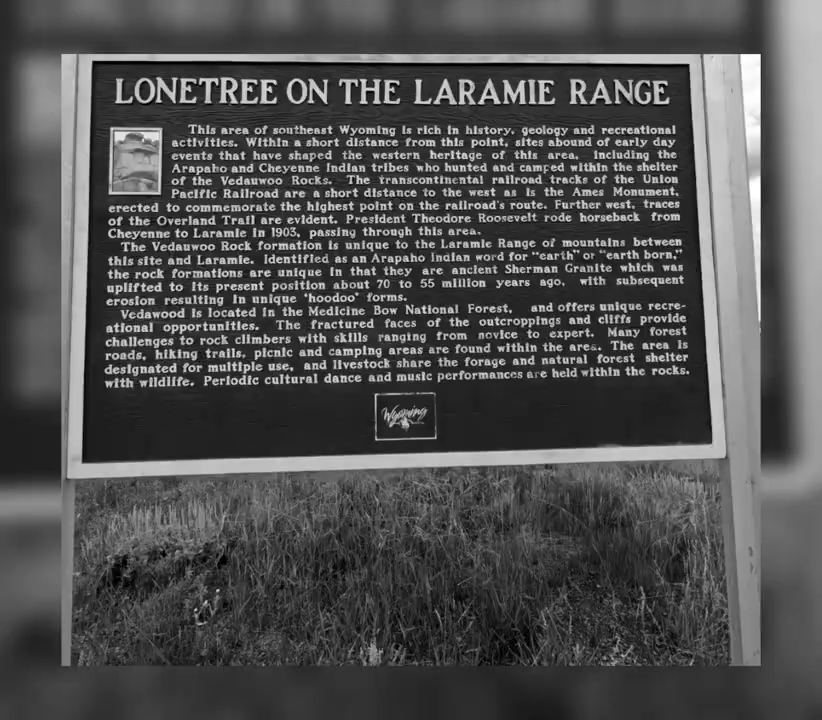 LONETREE ON THE LARAMIE RANGE
This area of southeast Wyoming is rich in history, geology and recreational
activities. Within a short distance from this point, sites abound of early day
events that have shaped the western heritage of this area, including the
Arapaho and Cheyenne Indian tribes who hunted and camped within the shelter
of the Vedauwoo Rocks. The transcontinental railroad tracks of the Union
Pacific Railroad are a short distance to the west as is the Ames Monument,
erected to commemorate the highest point on the railroad's route. Further west, traces
of the Overland Trail are evident. President Theodore Roosevelt rode horseback from
Cheyenne to Laramie in 1903, passing through this area.
The Vedauwoo Rock formation is unique to the Laramie Range of mountains between
this site and Laramie. Identified as an Arapaho Indian word for "earth" or "earth born,"
the rock formations are unique in that they are ancient Sherman Granite which was
uplifted to its present position about 70 to 55 million years ago, with subsequent
erosion resulting in unique 'hoodoo' forms.
Vedawood is located in the Medicine Bow National Forest, and offers unique recre-
ational opportunities. The fractured faces of the outcroppings and cliffs provide
challenges to rock climbers with skills ranging from novice to expert. Many forest
roads, hiking trails, picnic and camping areas are found within the area. The area is
designated for multiple use, and livestock share the forage and natural forest shelter
with wildlife. Periodic cultural dance and music performances are held within the rocks.
Wyoming